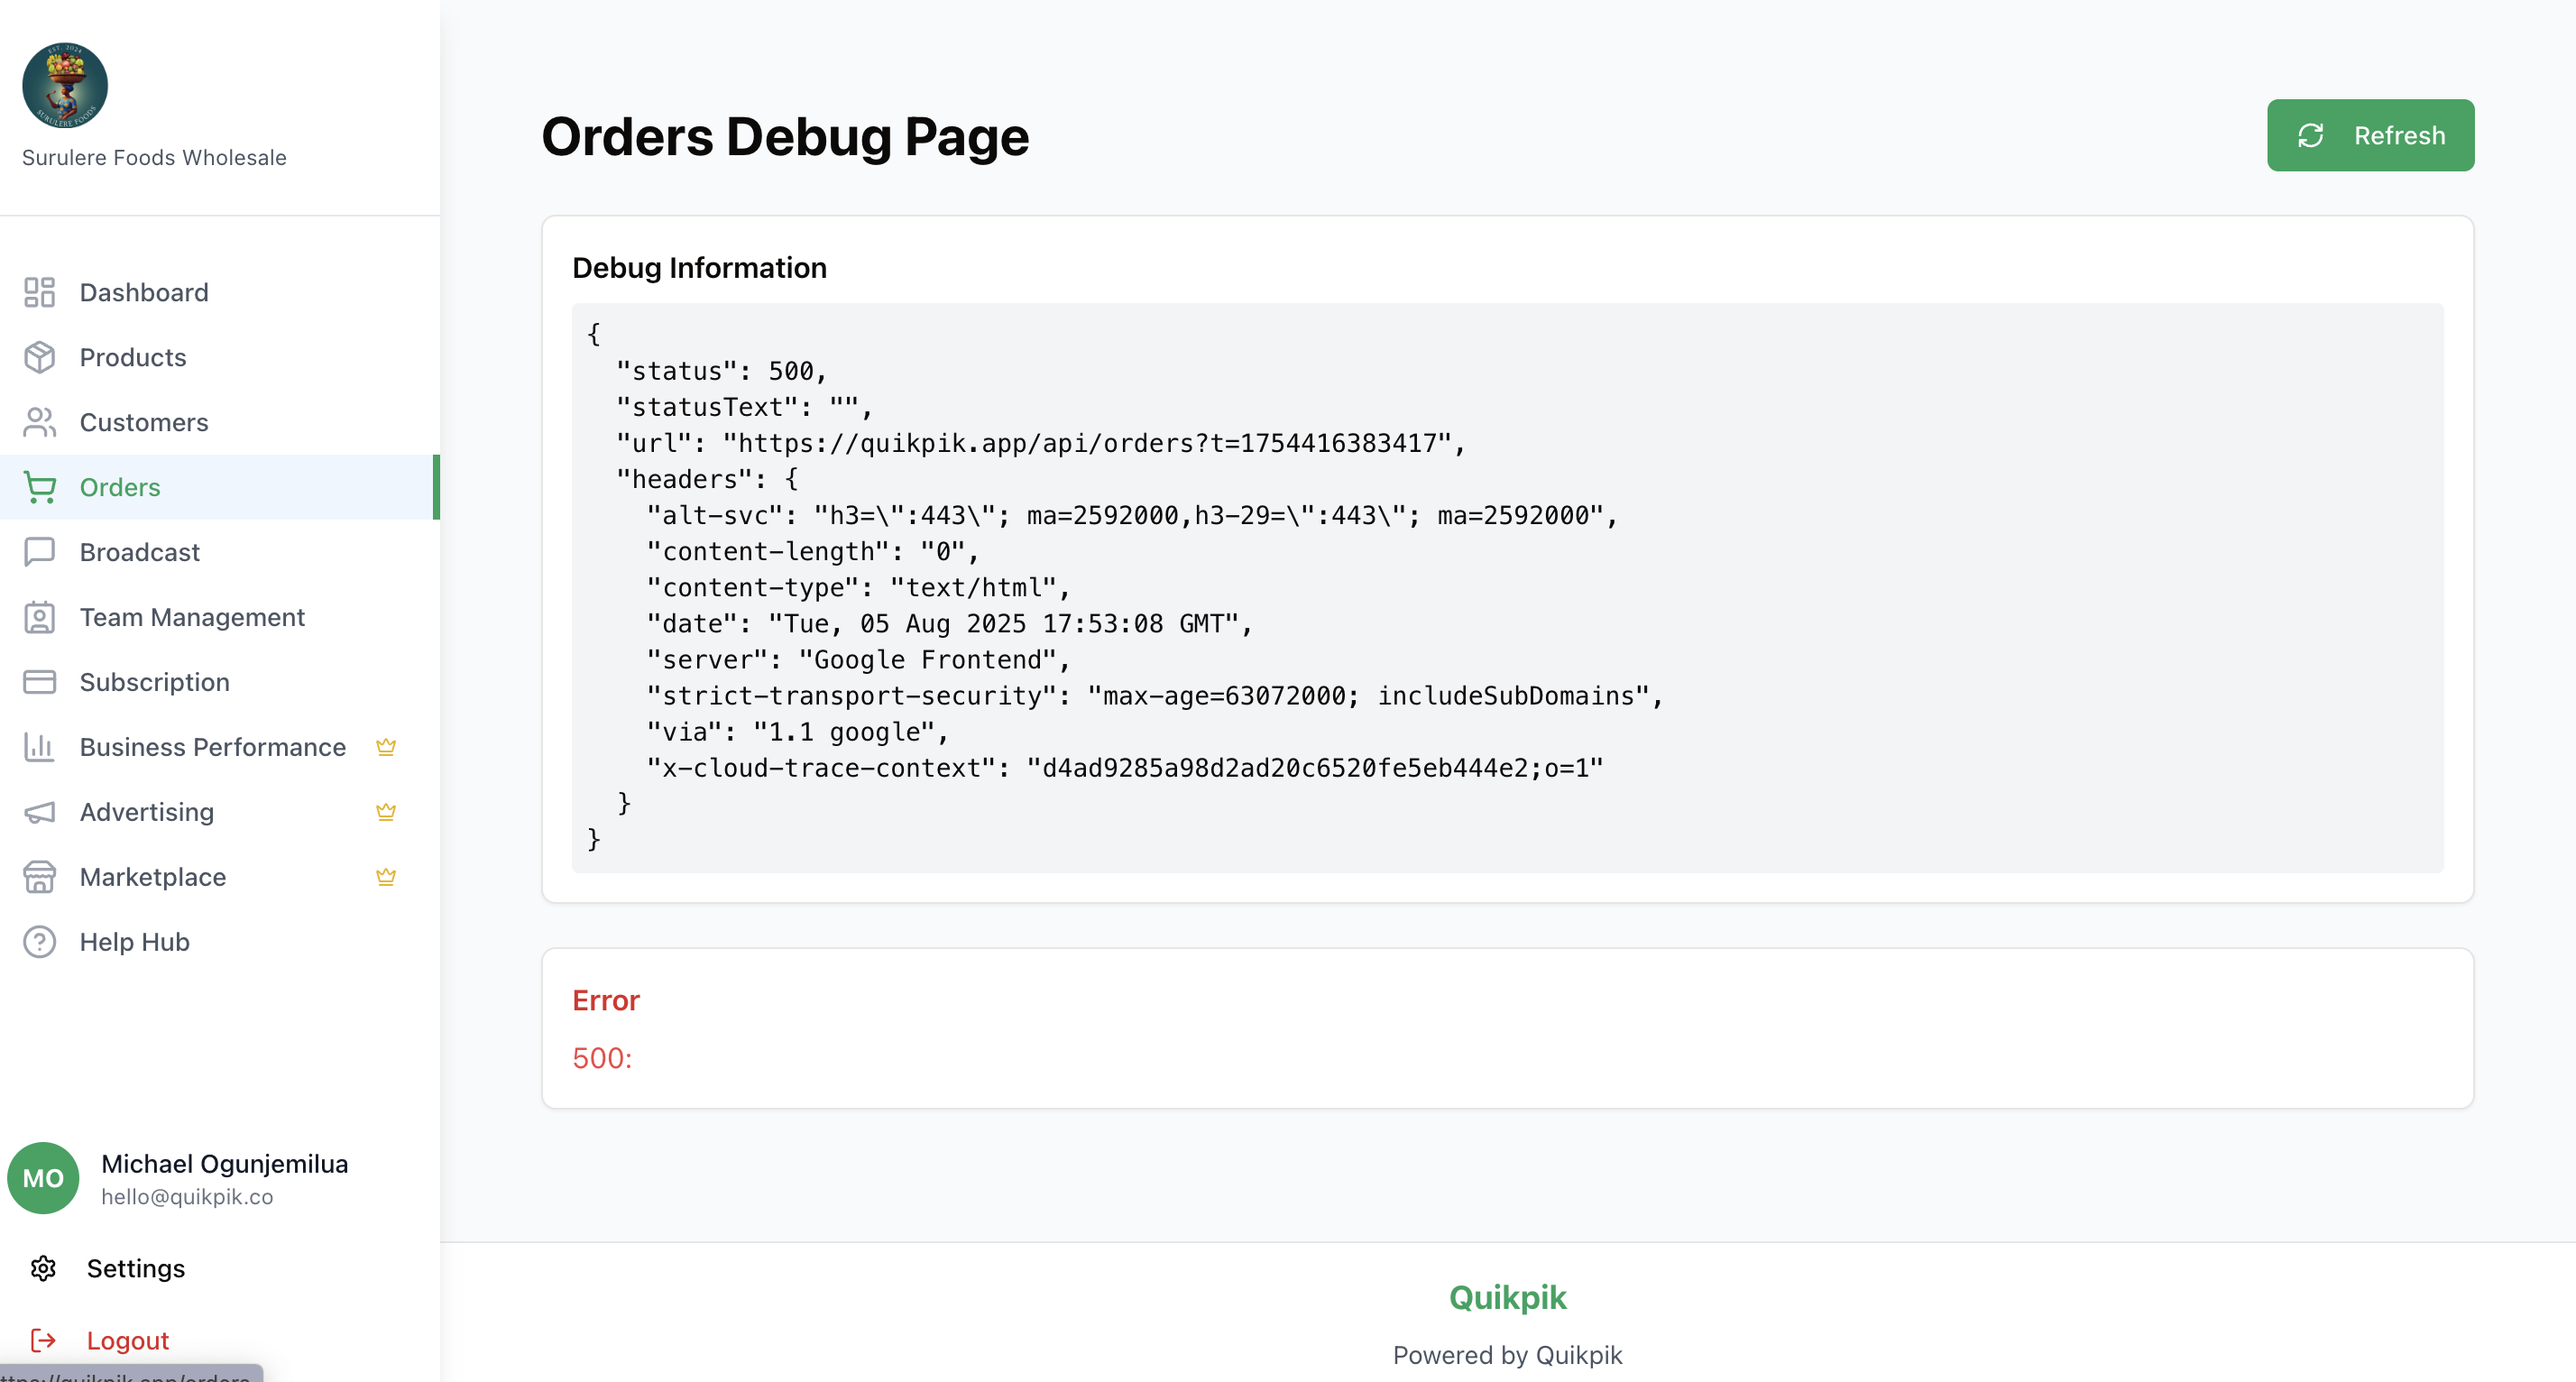 EST. 2024
SURULERE FOODS
Surulere Foods Wholesale
Dashboard
Products
Customers
Orders
Broadcast
Team Management
Subscription
Business Performance
Advertising
Marketplace
Help Hub
MO
Michael Ogunjemilua
hello@quikpik.co
Settings
Logout
Orders Debug Page
Refresh
Debug Information
{
"status": 500,
"statusText": "",
"url": "https://quikpik.app/api/orders?t=1754416383417",
"headers": {
"alt-svc": "h3=\":443\"; ma=2592000,h3-29=\":443\"; ma=2592000",
"content-length": "0",
"content-type": "text/html",
"date": "Tue, 05 Aug 2025 17:53:08 GMT",
"server": "Google Frontend",
"strict-transport-security": "max-age=63072000; includeSubDomains",
"via": "1.1 google",
"x-cloud-trace-context": "d4ad9285a98d2ad20c6520fe5eb444e2;o=1"
}
}
Error
500:
Quikpik
Powered by Quikpik